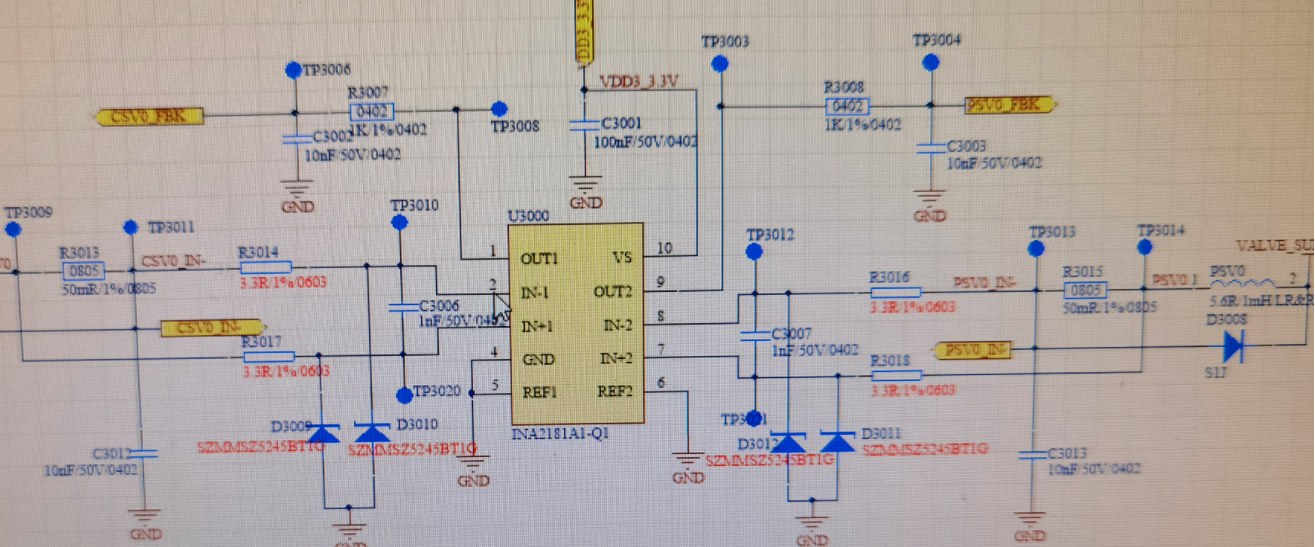 DD3_3.3V
TP3003
TP3004
TP3006
VDD3_3.3V
R3007
R3008
CSV0_FBK
0402
0402
PSV0_FBK
TP3008
C3001
1K/1%/0402
C3002
1K/1%/0402
100nF/50V/0402
10nF/50V/0402
C3003
10nF/50V/0402
GND
GND
GND
TP3009
TP3010
U3000
TP3011
TP3012
TP3013
TP3014
R3013
CSV0_IN-
R3014
1
OUT1
VS
10
VALVE_SU
0805
3.3R/1%/0603
50mR/1%/0805
2
IN-1
OUT2
9
R3016
PSV0_IN-
R3015
0805
PSV0.1
PSV0
2
3.3R/1%/0603
50mR/1%/0805
5.6R/1mH
C3006
1nF/50V/0402
IN+1
IN-2
8
C3007
1nF/50V/0402
D3008
CSV0_IN-
R3017
4
GND
IN+2
7
PSV0_IN-
R3018
S1J
3.3R/1%/0603
TP3020
5
REF1
REF2
6
3.3R/1%/0603
D3009
D3010
INA2181A1-Q1
D3012
D3011
SZMMSZ5245BT1G
SZMMSZ5245BT1G
SZMMSZ5245BT1G
SZMMSZ5245BT1G
C3012
10nF/50V/0402
C3013
10nF/50V/0402
GND
GND
GND
GND
GND
GND